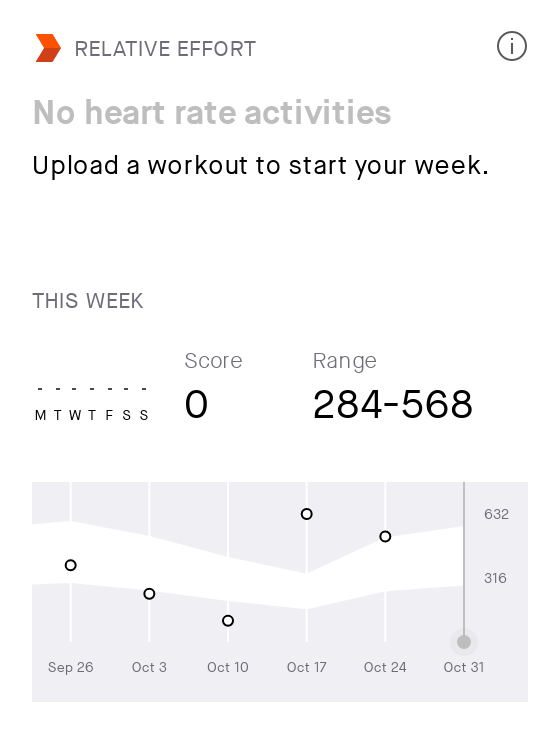 RELATIVE EFFORT
No heart rate activities
Upload a workout to start your week.
THIS WEEK
Score Range
- - - - - - -
M T W T F S S
0 284-568
632
316
Sep 26 Oct 3 Oct 10 Oct 17 Oct 24 Oct 31